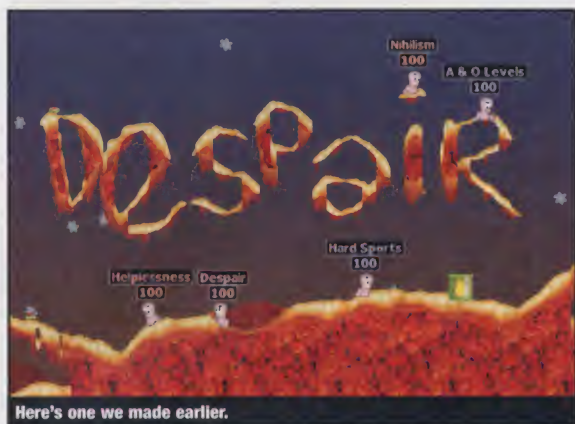 Nihilism
100
A & O Levels
100
DeSPaiR
Hard Sports
100
Helplessness Despair
100 100
Here's one we made earlier.